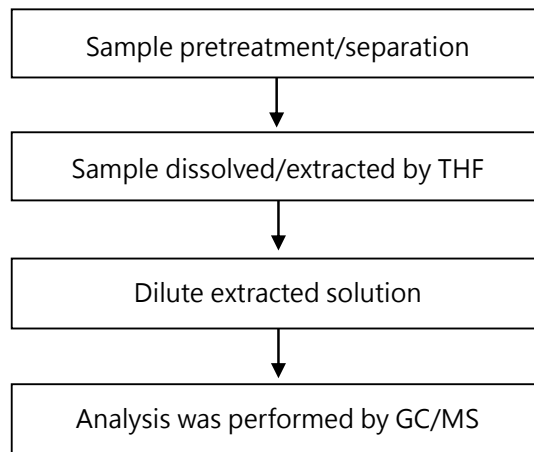 Sample pretreatment/separation
Sample dissolved/extracted by THF
Dilute extracted solution
Analysis was performed by GC/MS